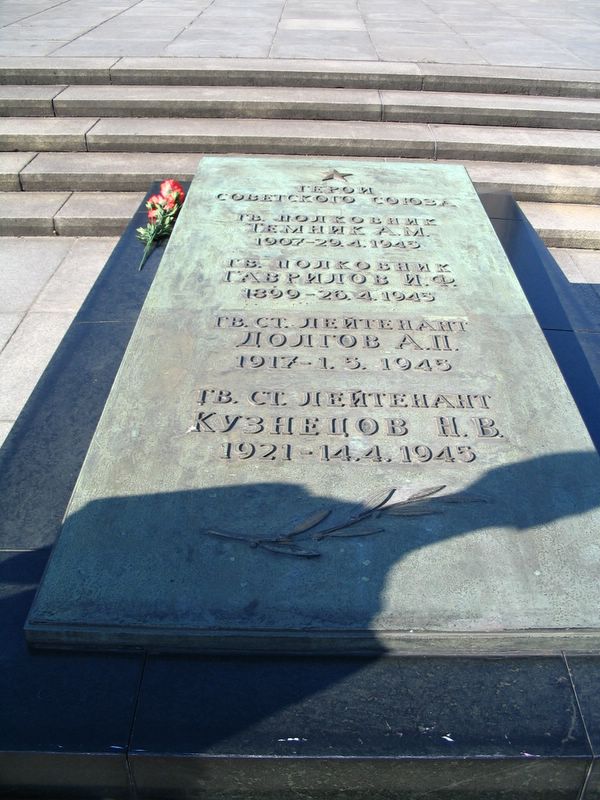 ГЕРОИ
СОВЕТСКОГО СОЮЗА
ГВ. ПОЛКОВНИК
ТЕМНИК А.М.
1907-29.4.1945
ГВ. ПОЛКОВНИК
ГАВРИЛОВ И.Ф.
1899-26.4.1945
ГВ. СТ. ЛЕЙТЕНАНТ
ДОЛГОВ А.П.
1917-1.5.1945
ГВ. СТ. ЛЕЙТЕНАНТ
КУЗНЕЦОВ Н.В.
1921-14.4.1945